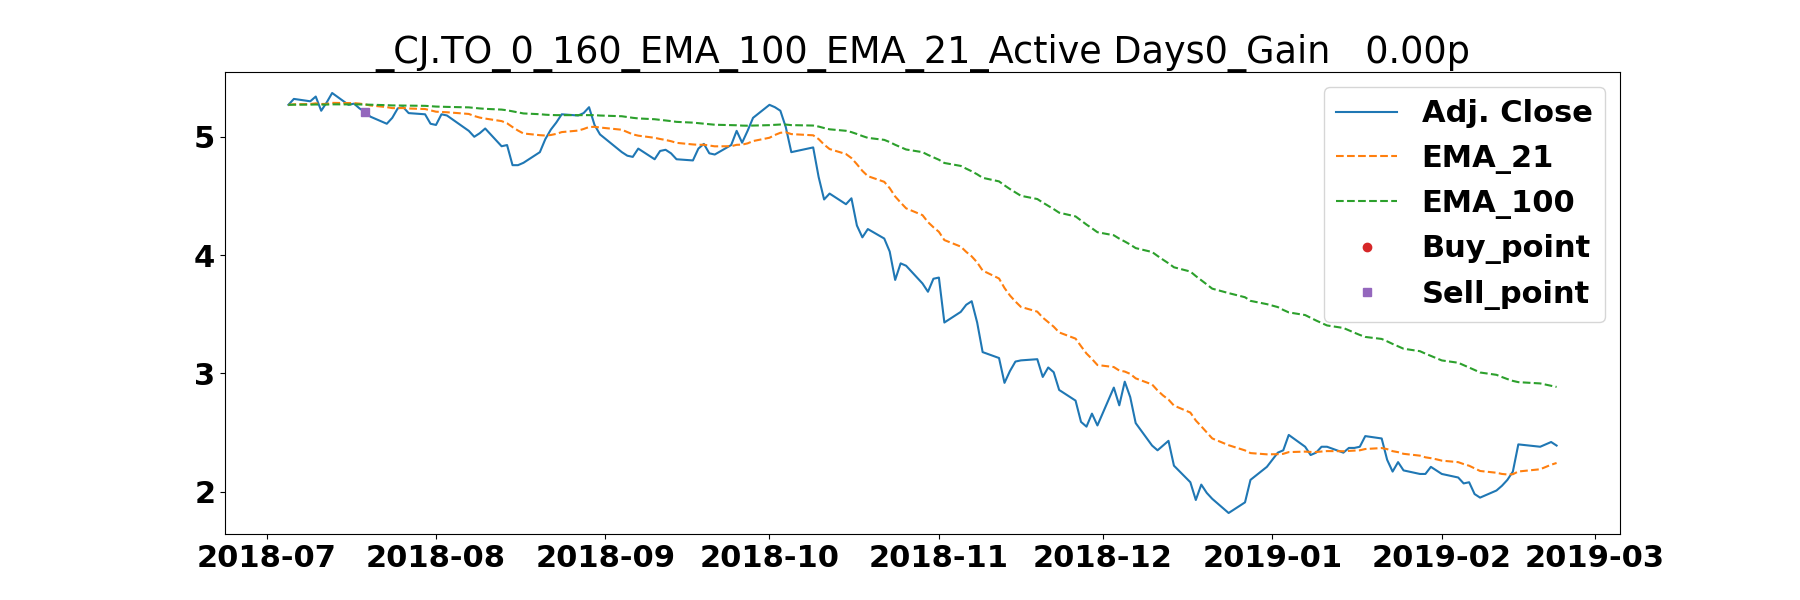 _CJ.TO_0_160_EMA_100_EMA_21_Active Days0_Gain   0.00p
Adj. Close
EMA_21
EMA_100
Buy_point
Sell_point
5
4
3
2
2018-07 2018-08 2018-09 2018-10 2018-11 2018-12 2019-01 2019-02 2019-03